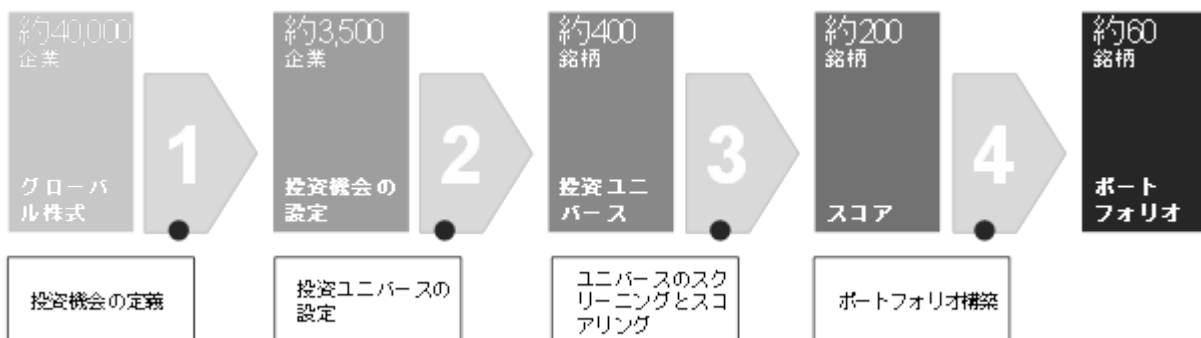 約40,000
企業
グローバ
ル株式
1
約3,500
企業
投資機会の
設定
2
約400
銘柄
投資ユニ
バース
3
約200
銘柄
スコア
4
約60
銘柄
ポート
フォリオ
投資機会の定義
投資ユニバースの
設定
ユニバースのスク
リーニングとスコ
アリング
ポートフォリオ構築